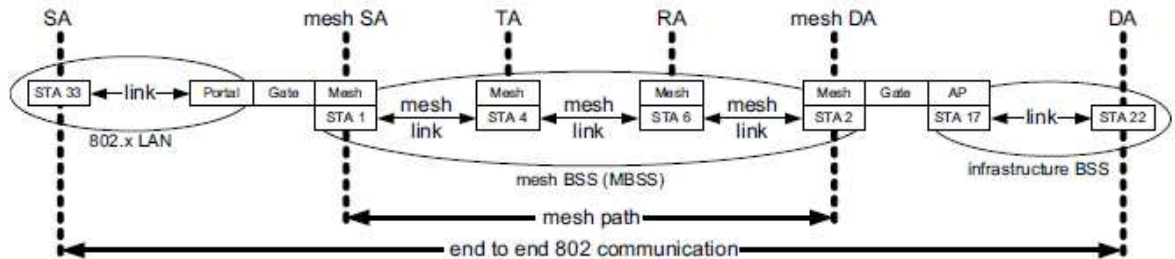 SA mesh SA TA RA mesh DA DA
STA 33 link Portal Gate Mesh Mesh Mesh Mesh Gate AP
STA 1 mesh link STA 4 mesh link STA 6 mesh link STA 2 STA 17 link STA 22
802.x LAN
infrastructure BSS
mesh BSS (MBSS)
mesh path
end to end 802 communication